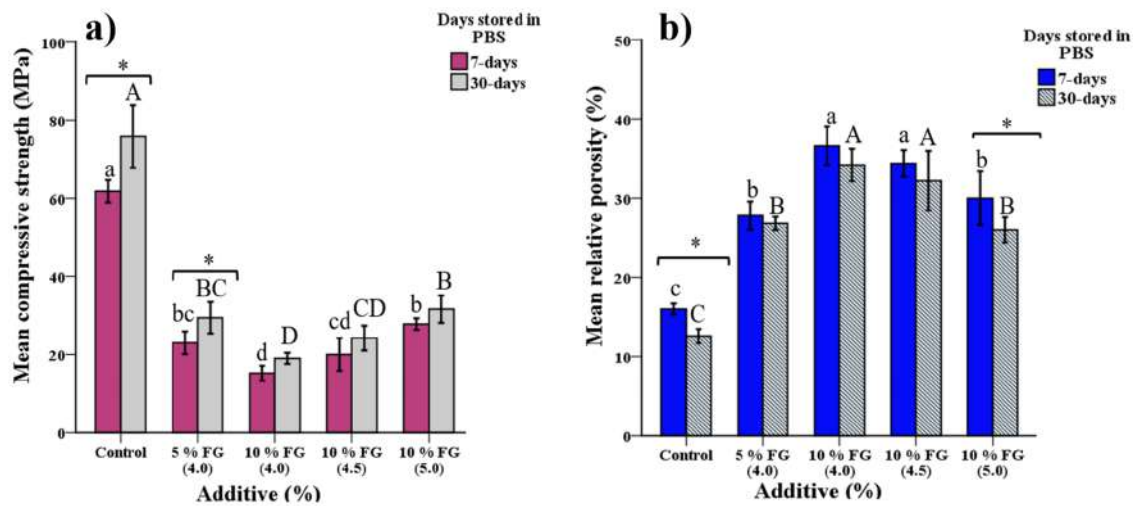 a)
Days stored in
PBS
7-days
30-days
Mean compressive strength (MPa)
100
80
60
40
20
0
*
A
a
*
bc
BC
d
D
cd
CD
b
B
Control
5 % FG
(4.0)
10 % FG
(4.0)
10 % FG
(4.5)
10 % FG
(5.0)
Additive (%)
b)
Days stored in
PBS
7-days
30-days
Mean relative porosity (%)
50
40
30
20
10
0
*
c
C
b
B
a
A
a
A
*
b
B
Control
5 % FG
(4.0)
10 % FG
(4.0)
10 % FG
(4.5)
10 % FG
(5.0)
Additive (%)